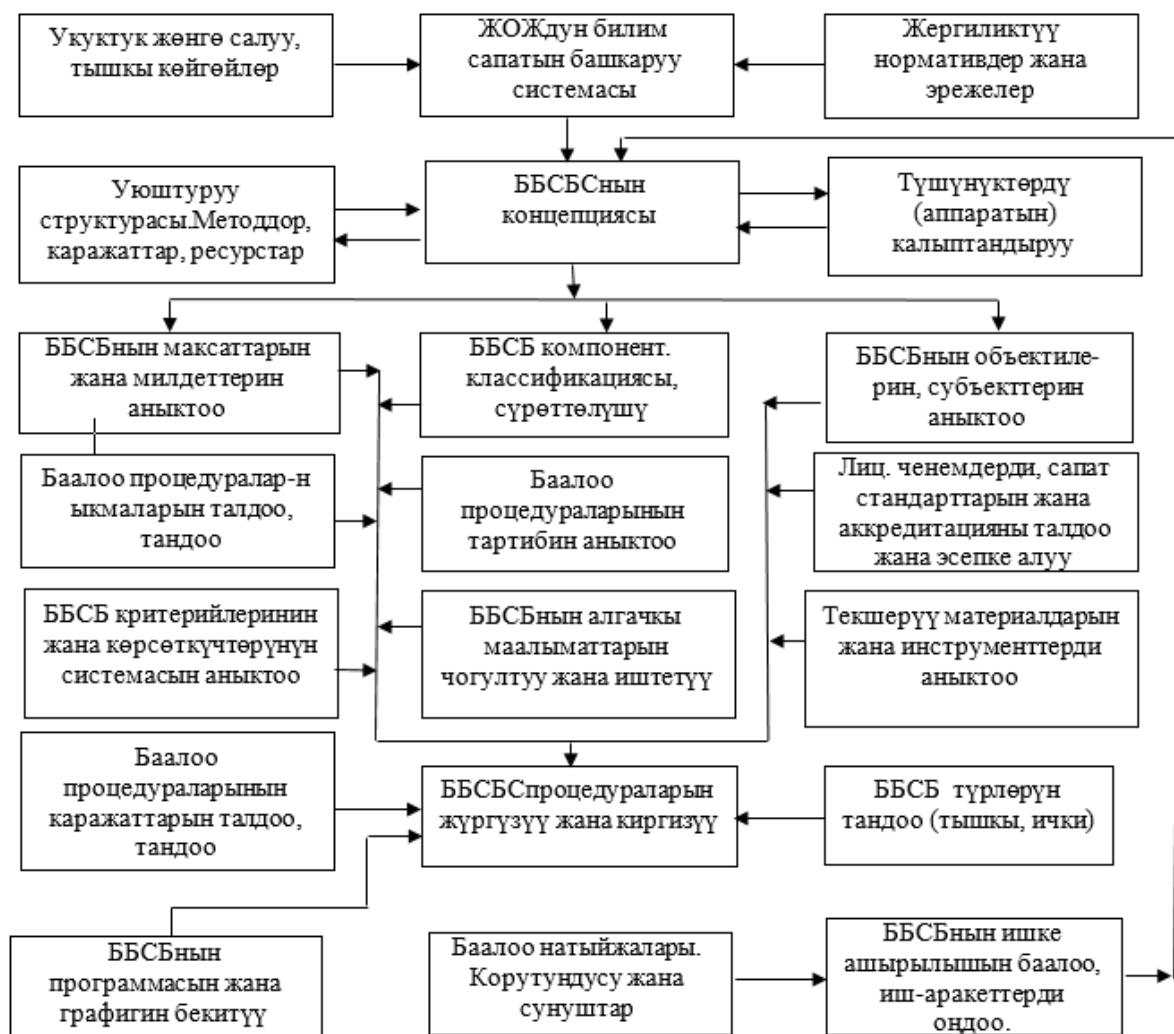 Укуктук жөнгө салуу,
тышкы көйгөйлөр
ЖОЖдун билим
сапатын башкаруу
системасы
Жергиликтүү
нормативдер жана
эрежелер
Уюштуруу
структурасы.Методдор,
каражаттар, ресурстар
ББСБСнын
концепциясы
Түшүнүктөрдү
(аппаратын)
калыптандыруу
ББСБнын максаттарын
жана милдеттерин
аныктоо
ББСБ компонент.
классификациясы,
сүрөттөлүшү
ББСБнын объектиле-
рин, субъекттерин
аныктоо
Баалоо процедуралар-н
ыкмаларын талдоо,
тандоо
Баалоо
процедураларынын
тартибин аныктоо
Лиц. ченемдерди, сапат
стандарттарын жана
аккредитацияны талдоо
жана эсепке алуу
ББСБ критерийлеринин
жана көрсөткүчтөрүнүн
системасын аныктоо
ББСБнын алгачкы
маалыматтарын
чогултуу жана иштетүү
Текшерүү материалдарын
жана инструменттерди
аныктоо
Баалоо
процедураларынын
каражаттарын талдоо,
тандоо
ББСБСпроцедураларын
жүргүзүү жана киргизүү
ББСБ түрлөрүн
тандоо (тышкы, ички)
ББСБнын
программасын жана
графигин бекитүү
Баалоо натыйжалары.
Корутундусу жана
сунуштар
ББСБнын ишке
ашырылышын баалоо,
иш-аракеттерди
оңдоо.